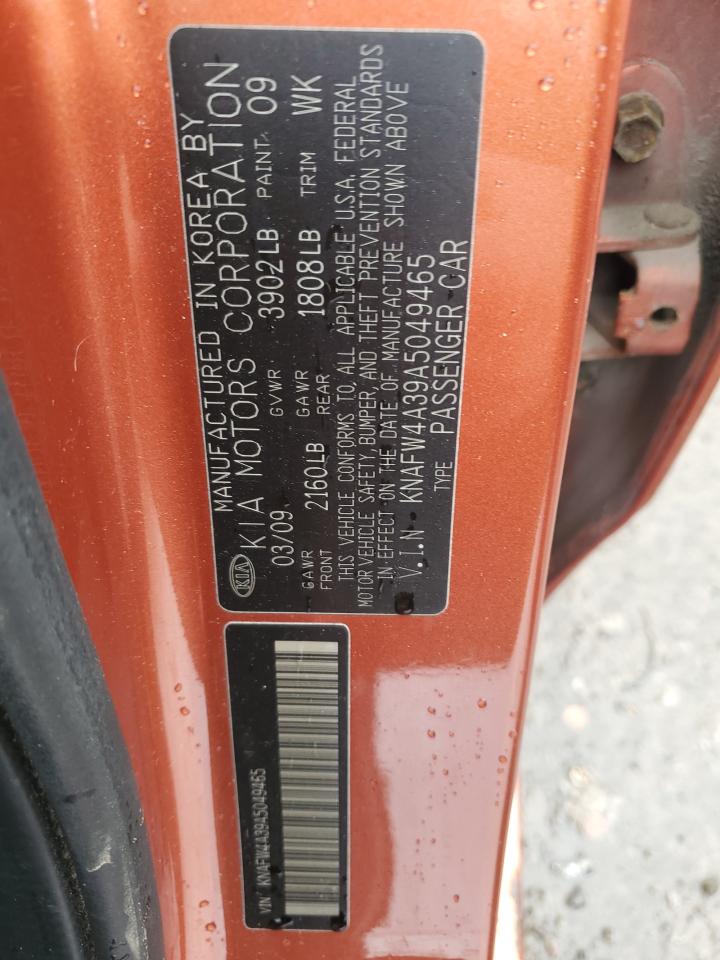 MANUFACTURED IN KOREA BY
KIA MOTORS CORPORATION
KIA
03/09 GVWR 3902LB PAINT 09
GAWR FRONT 2160LB GAWR REAR 1808LB TRIM WK
THIS VEHICLE CONFORMS TO ALL APPLICABLE U.S.A. FEDERAL
MOTOR VEHICLE SAFETY, BUMPER, AND THEFT PREVENTION STANDARDS
IN EFFECT ON THE DATE OF MANUFACTURE SHOWN ABOVE
V.I.N KNAFW4A39A5049465
TYPE PASSENGER CAR
VIN: KNAFW4A39A5049465